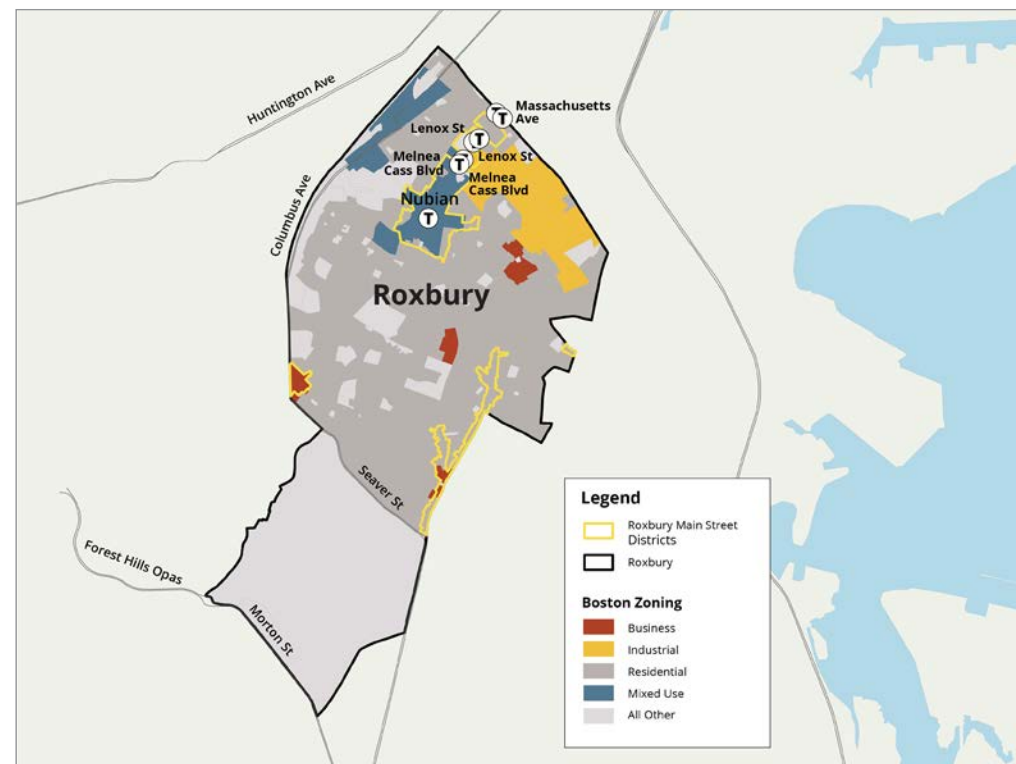 Huntington Ave
Massachusetts
Ave
T
T
Lenox St
T
Lenox St
Melnea
Cass Blvd
T
Melnea
Cass Blvd
Nubian
T
Columbus Ave
Roxbury
Seaver St
Forest Hills Opas
Morton St
Legend
Roxbury Main Street
Districts
Roxbury
Boston Zoning
Business
Industrial
Residential
Mixed Use
All Other